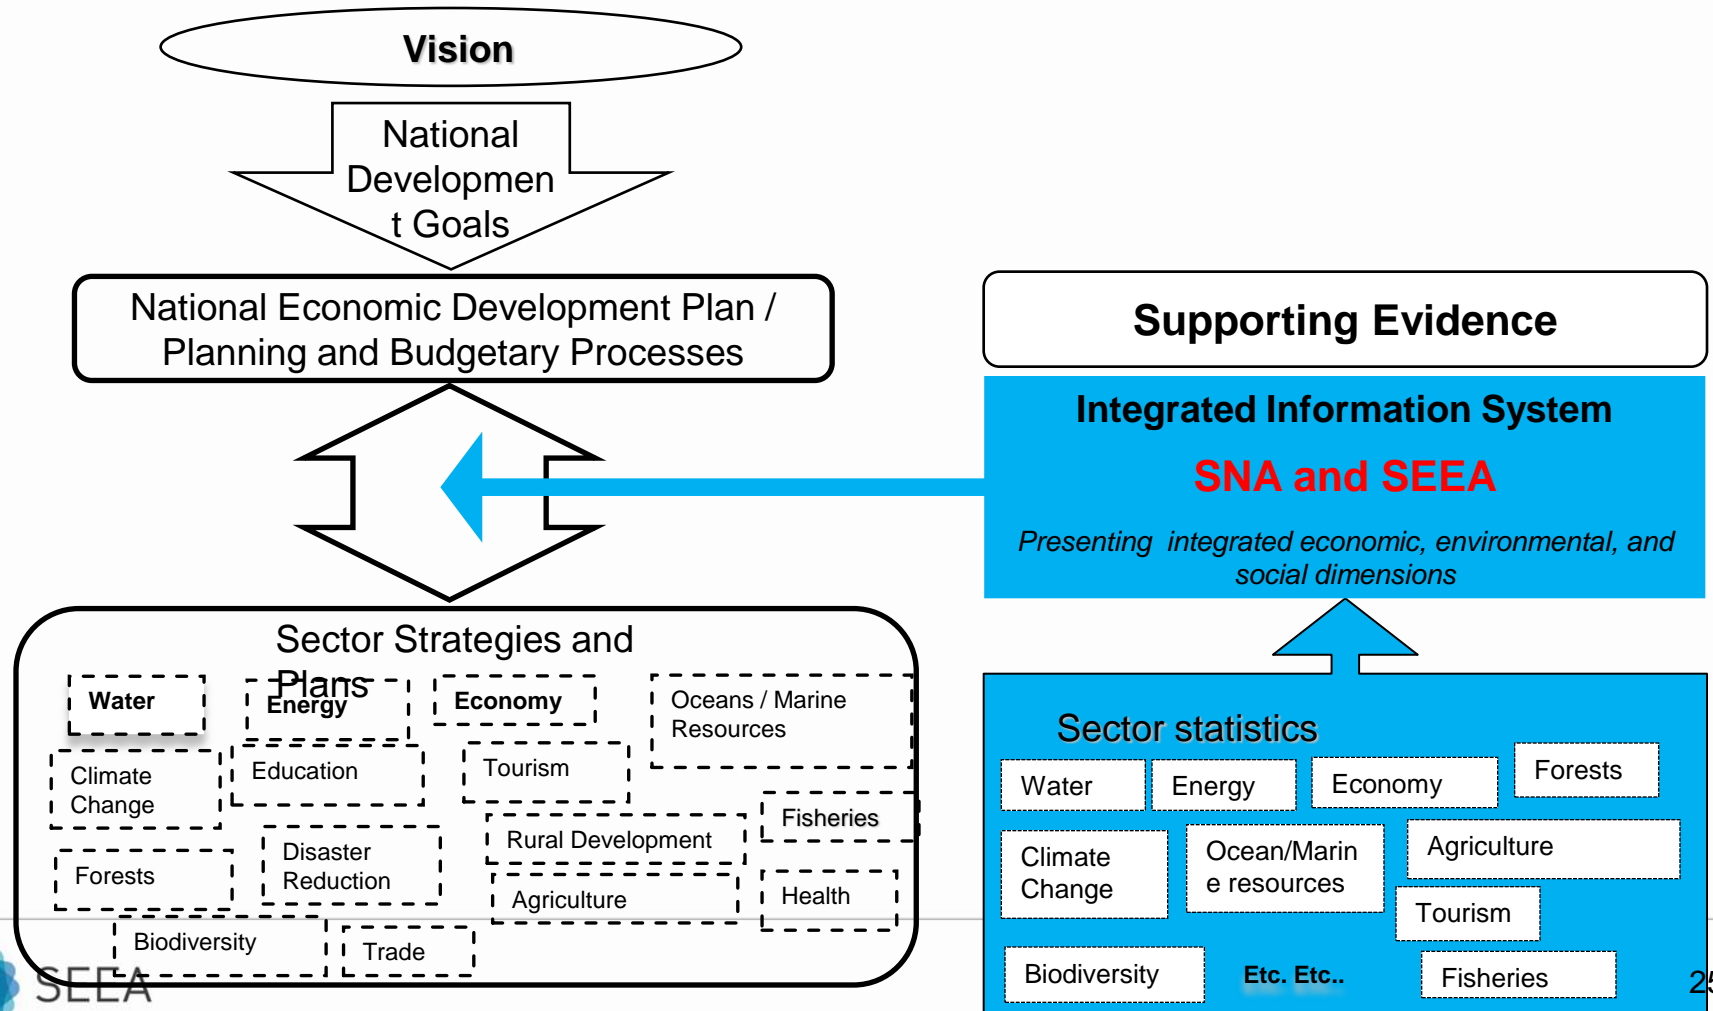 Vision
National
Developmen
t Goals
National Economic Development Plan /
Planning and Budgetary Processes
Supporting Evidence
Integrated Information System
SNA and SEEA
Presenting integrated economic, environmental, and
social dimensions
Sector Strategies and
Plans
Water
Energy
Economy
Oceans / Marine
Resources
Climate
Change
Education
Tourism
Fisheries
Rural Development
Forests
Disaster
Reduction
Agriculture
Health
Biodiversity
Trade
Sector statistics
Water
Energy
Economy
Forests
Climate
Change
Ocean/Marin
e resources
Agriculture
Tourism
Biodiversity
Etc. Etc..
Fisheries
SEEA
25